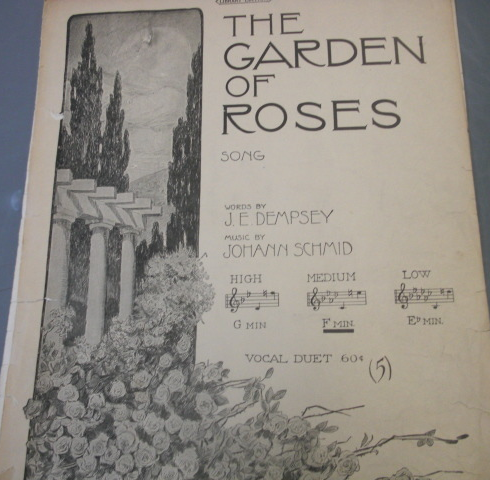 THE
GARDEN
OF
ROSES
SONG
WORDS BY
J. E. DEMPSEY
MUSIC BY
JOHANN SCHMID
HIGH MEDIUM LOW
G MIN F MIN. E♭ MIN.
VOCAL DUET 60¢ (5)